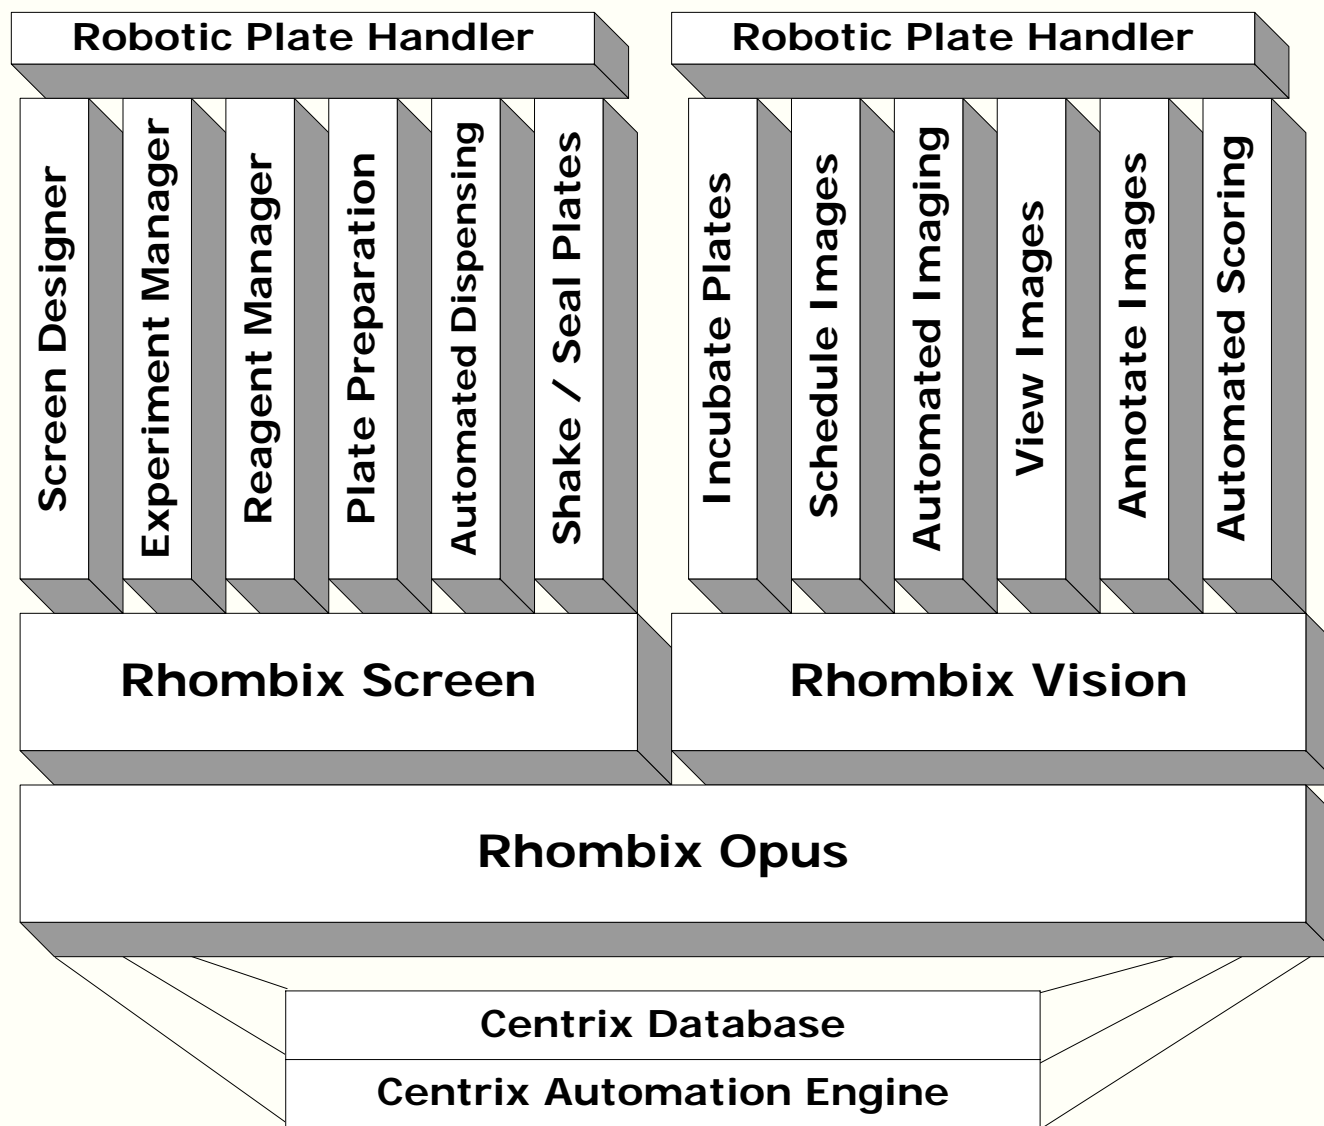 Robotic Plate Handler
Robotic Plate Handler
Screen Designer
Experiment Manager
Reagent Manager
Plate Preparation
Automated Dispensing
Shake / Seal Plates
Incubate Plates
Schedule Images
Automated Imaging
View Images
Annotate Images
Automated Scoring
Rhombix Screen
Rhombix Vision
Rhombix Opus
Centrix Database
Centrix Automation Engine